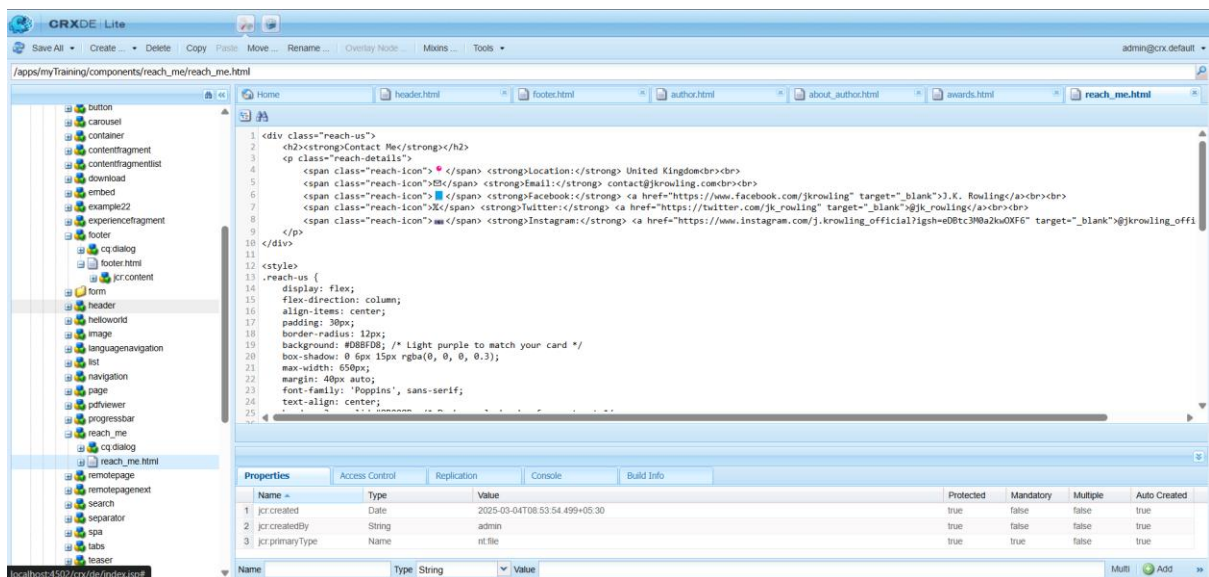 CRXDE Lite
Save All Create ... Delete Copy Paste Move ... Rename ... Overlay Node ... Mixins ... Tools admin@crx.default
/apps/myTraining/components/reach_me/reach_me.html
Home header.html footer.html author.html about_author.html awards.html reach_me.html
button
carousel
container
contentfragment
contentfragmentlist
download
embed
example22
experiencefragment
footer
cq:dialog
footer.html
jcr:content
form
header
helloworld
image
languagenavigation
list
navigation
page
pdfviewer
progressbar
reach_me
cq:dialog
reach_me.html
remotepage
remotepagenext
search
separator
spa
tabs
teaser
localhost:4502/crx/de/index.jsp#
1 <div class="reach-us">
2 <h2><strong>Contact Me</strong></h2>
3 <p class="reach-details">
4 <span class="reach-icon">📍</span> <strong>Location:</strong> United Kingdom<br><br>
5 <span class="reach-icon">✉</span> <strong>Email:</strong> contact@jkrowling.com<br><br>
6 <span class="reach-icon">📘</span> <strong>Facebook:</strong> <a href="https://www.facebook.com/jkrowling" target="_blank">J.K. Rowling</a><br><br>
7 <span class="reach-icon">X</span> <strong>Twitter:</strong> <a href="https://twitter.com/jk_rowling" target="_blank">@jk_rowling</a><br><br>
8 <span class="reach-icon">📷</span> <strong>Instagram:</strong> <a href="https://www.instagram.com/j.krowling_official?igsh=eDBtc3M0a2kwOXF6" target="_blank">@jkrowling_offi
9 </p>
10 </div>
11
12 <style>
13 .reach-us {
14 display: flex;
15 flex-direction: column;
16 align-items: center;
17 padding: 30px;
18 border-radius: 12px;
19 background: #D8BFD8; /* Light purple to match your card */
20 box-shadow: 0 6px 15px rgba(0, 0, 0, 0.3);
21 max-width: 650px;
22 margin: 40px auto;
23 font-family: 'Poppins', sans-serif;
24 text-align: center;
25
Properties Access Control Replication Console Build Info
Name Type Value Protected Mandatory Multiple Auto Created
1 jcr:created Date 2025-03-04T08:53:54.499+05:30 true false false true
2 jcr:createdBy String admin true false false true
3 jcr:primaryType Name nt:file true true false true
Name Type String Value Multi Add